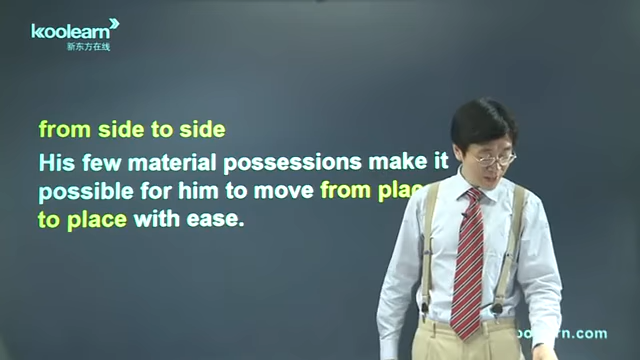 koolearn
新东方在线
from side to side
His few material possessions make it
possible for him to move from plac
to place with ease.
oolearn.com